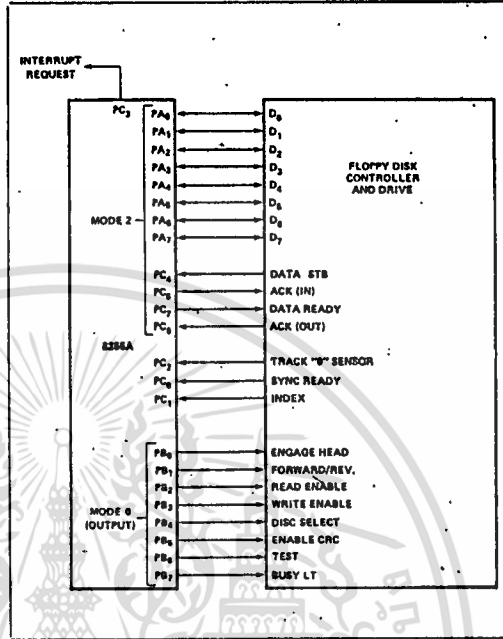 INTERRUPT
REQUEST
PC₃
PA₀ D₀
PA₁ D₁
PA₂ D₂
PA₃ D₃
PA₄ D₄
PA₅ D₅
PA₆ D₆
PA₇ D₇
MODE 2
FLOPPY DISK
CONTROLLER
AND DRIVE
PC₄ DATA STB
PC₅ ACK (IN)
PC₇ DATA READY
PC₆ ACK (OUT)
8255A
PC₂ TRACK "0" SENSOR
PC₀ SYNC READY
PC₁ INDEX
MODE 0
(OUTPUT)
PB₀ ENGAGE HEAD
PB₁ FORWARD/REV.
PB₂ READ ENABLE
PB₃ WRITE ENABLE
PB₄ DISC SELECT
PB₅ ENABLE CRC
PB₆ TEST
PB₇ BUSY LT